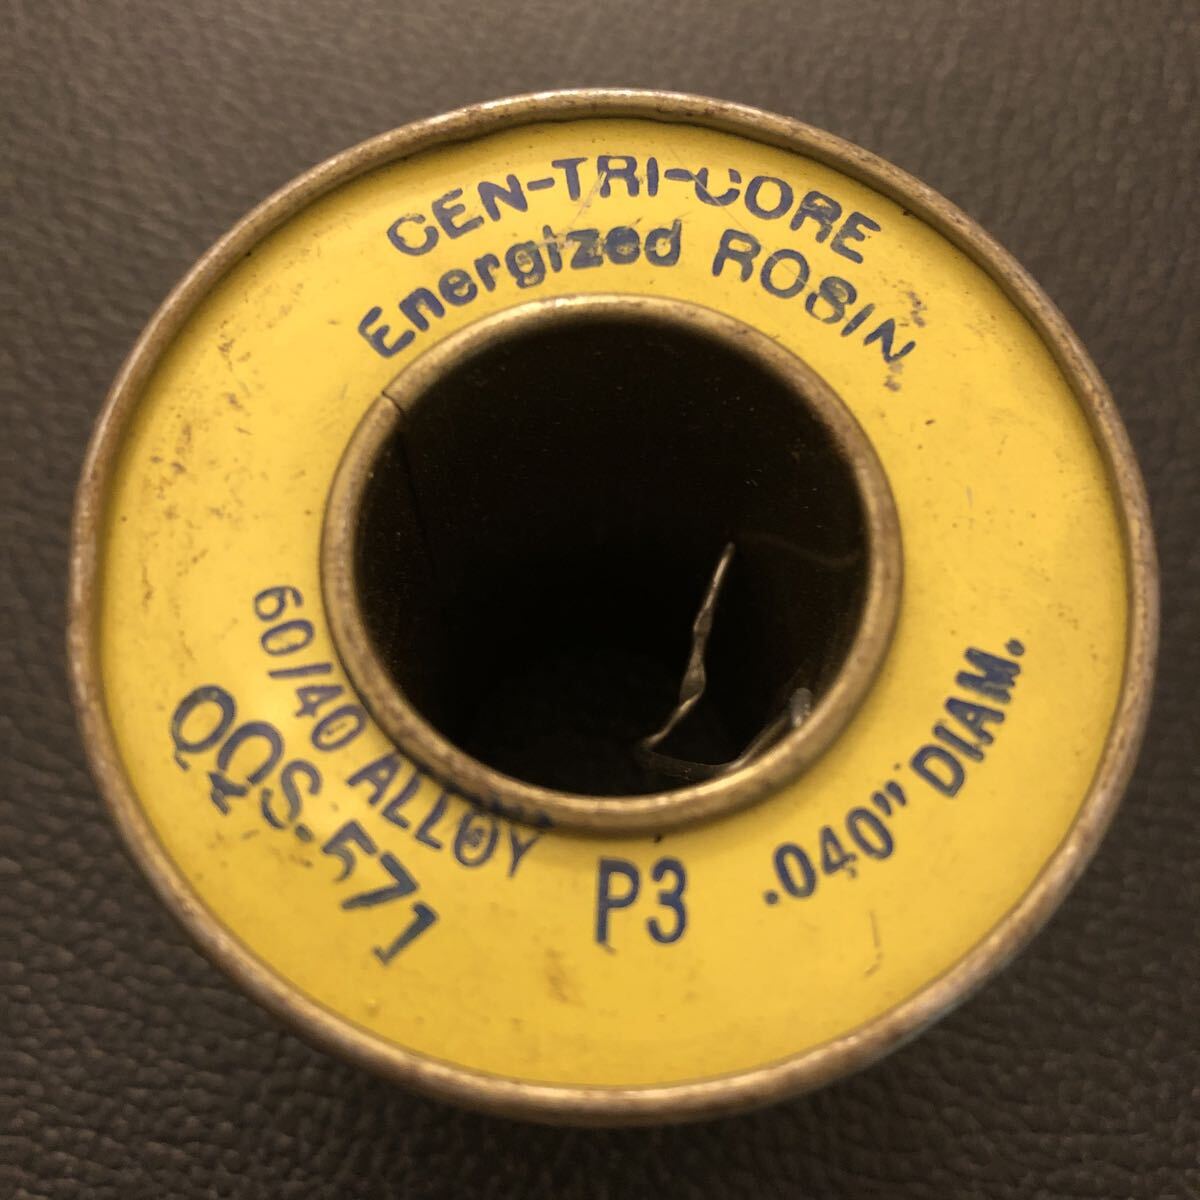 CEN-TRI-CORE
Energized ROSIN
60/40 ALLOY
QQS-571
P3
.040" DIAM.